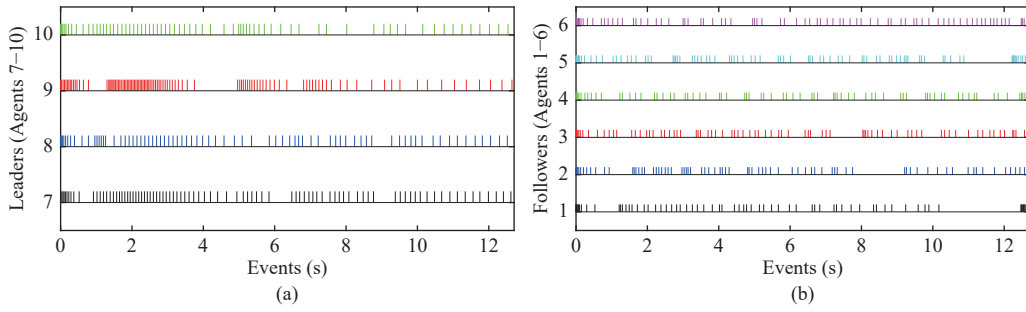 Leaders (Agents 7−10)
10
9
8
7
0 2 4 6 8 10 12
Events (s)
(a)
Followers (Agents 1−6)
6
5
4
3
2
1
0 2 4 6 8 10 12
Events (s)
(b)